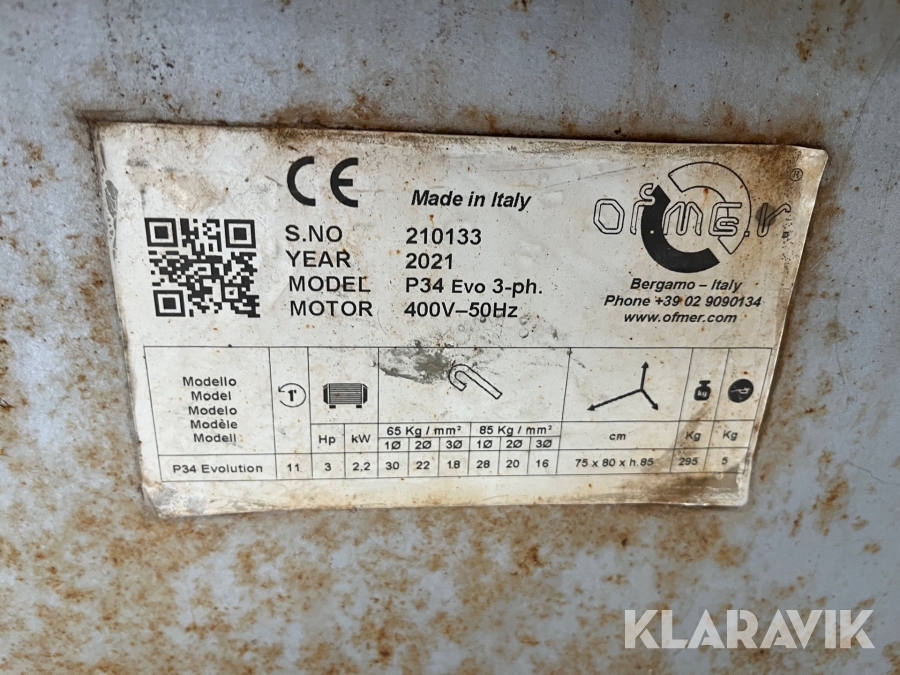 CE
Made in Italy
ofmer®
S.NO 210133
YEAR 2021
MODEL P34 Evo 3-ph.
MOTOR 400V–50Hz
Bergamo – Italy
Phone +39 02 9090134
www.ofmer.com
Modello
Model
Modelo
Modèle
Modell
1'
Hp kW
65 Kg / mm² 85 Kg / mm²
1Ø 2Ø 3Ø 1Ø 2Ø 3Ø
cm
kg
Kg Kg
P34 Evolution 11 3 2,2 30 22 18 28 20 16 75 x 80 x h.85 295 5
KLARAVIK